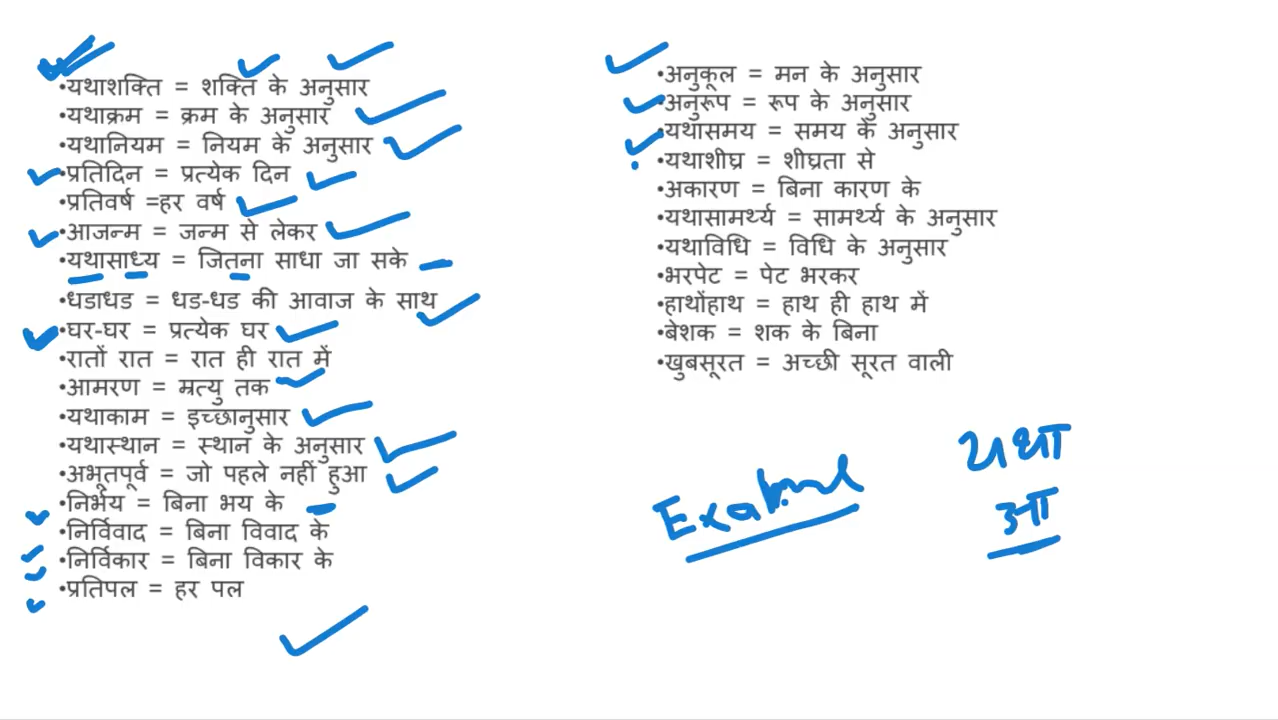 •यथाशक्ति = शक्ति के अनुसार
•यथाक्रम = क्रम के अनुसार
•यथानियम = नियम के अनुसार
•प्रतिदिन = प्रत्येक दिन
•प्रतिवर्ष =हर वर्ष
•आजन्म = जन्म से लेकर
•यथासाध्य = जितना साधा जा सके
•धडाधड = धड-धड की आवाज के साथ
•घर-घर = प्रत्येक घर
•रातों रात = रात ही रात में
•आमरण = म्रत्यु तक
•यथाकाम = इच्छानुसार
•यथास्थान = स्थान के अनुसार
•अभूतपूर्व = जो पहले नहीं हुआ
•निर्भय = बिना भय के
•निर्विवाद = बिना विवाद के
•निर्विकार = बिना विकार के
•प्रतिपल = हर पल
•अनुकूल = मन के अनुसार
•अनुरूप = रूप के अनुसार
•यथासमय = समय के अनुसार
•यथाशीघ्र = शीघ्रता से
•अकारण = बिना कारण के
•यथासामर्थ्य = सामर्थ्य के अनुसार
•यथाविधि = विधि के अनुसार
•भरपेट = पेट भरकर
•हाथोंहाथ = हाथ ही हाथ में
•बेशक = शक के बिना
•खुबसूरत = अच्छी सूरत वाली
यथा
आ